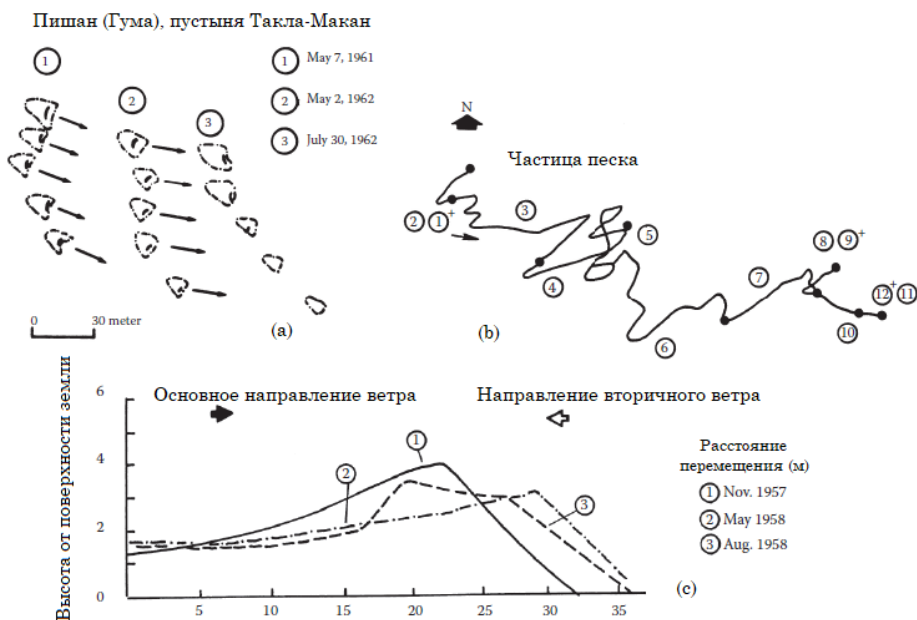 Пишан (Гума), пустыня Такла-Макан
1
2
3
1 May 7, 1961
2 May 2, 1962
3 July 30, 1962
0 30 meter
(a)
N
Частица песка
2 1+
3
4
5
6
7
8 9+
10
12+ 11
(b)
Высота от поверхности земли
6
4
2
0
Основное направление ветра
Направление вторичного ветра
1
2
3
5 10 15 20 25 30 35
Расстояние
перемещения (м)
1 Nov. 1957
2 May 1958
3 Aug. 1958
(c)